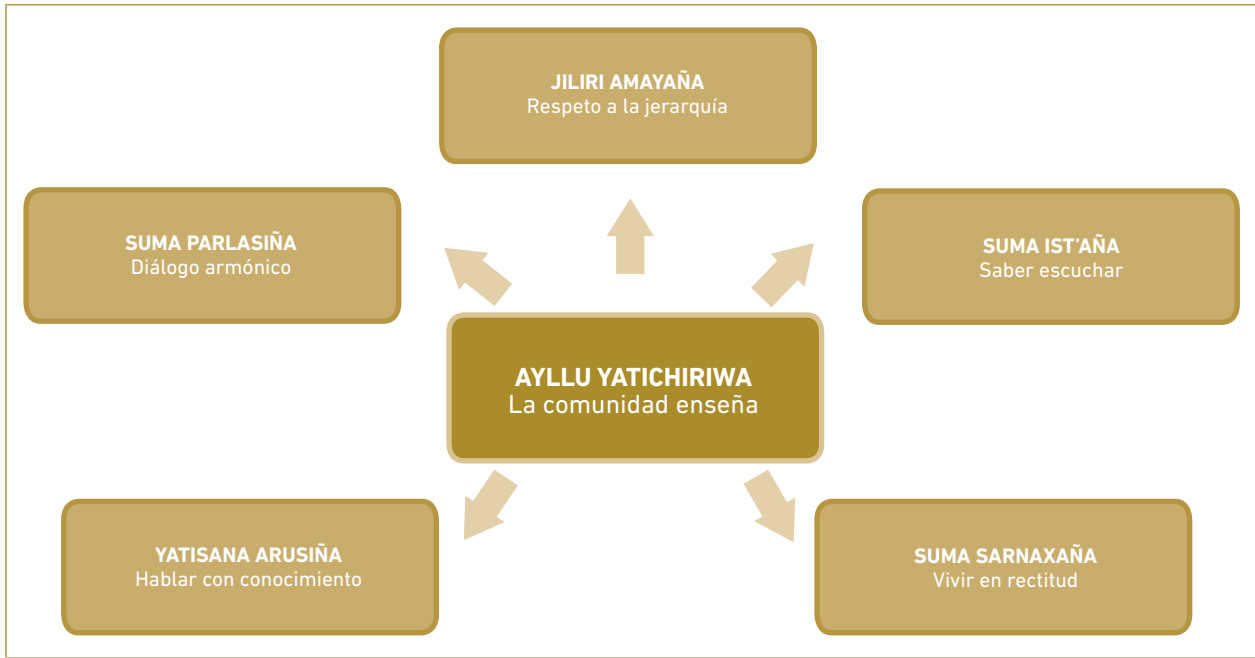 JILIRI AMAYAÑA
Respeto a la jerarquía
SUMA PARLASIÑA
Diálogo armónico
SUMA IST'AÑA
Saber escuchar
AYLLU YATICHIRIWA
La comunidad enseña
YATISANA ARUSIÑA
Hablar con conocimiento
SUMA SARNAXAÑA
Vivir en rectitud